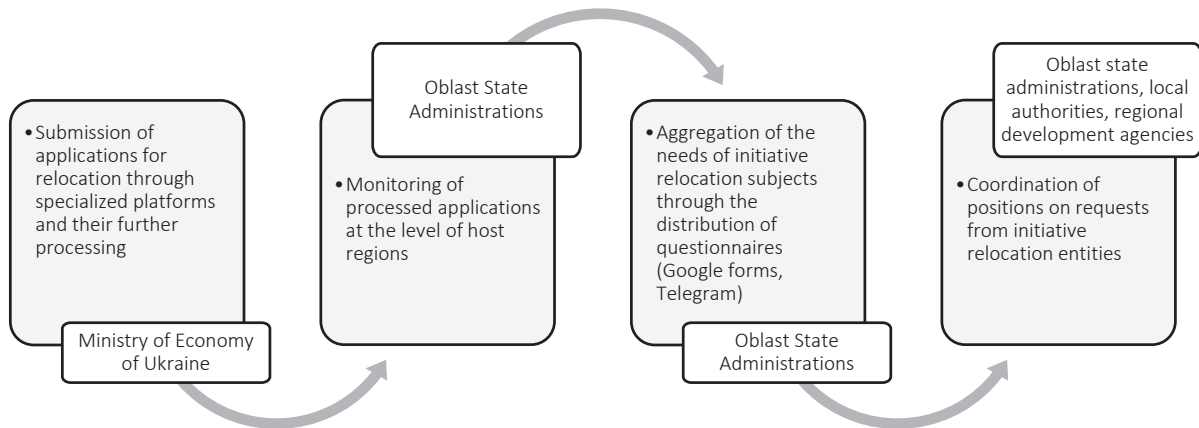 • Submission of
applications for
relocation through
specialized platforms
and their further
processing
Ministry of Economy
of Ukraine
Oblast State
Administrations
• Monitoring of
processed applications
at the level of host
regions
• Aggregation of the
needs of initiative
relocation subjects
through the
distribution of
questionnaires
(Google forms,
Telegram)
Oblast State
Administrations
Oblast state
administrations, local
authorities, regional
development agencies
• Coordination of
positions on requests
from initiative
relocation entities